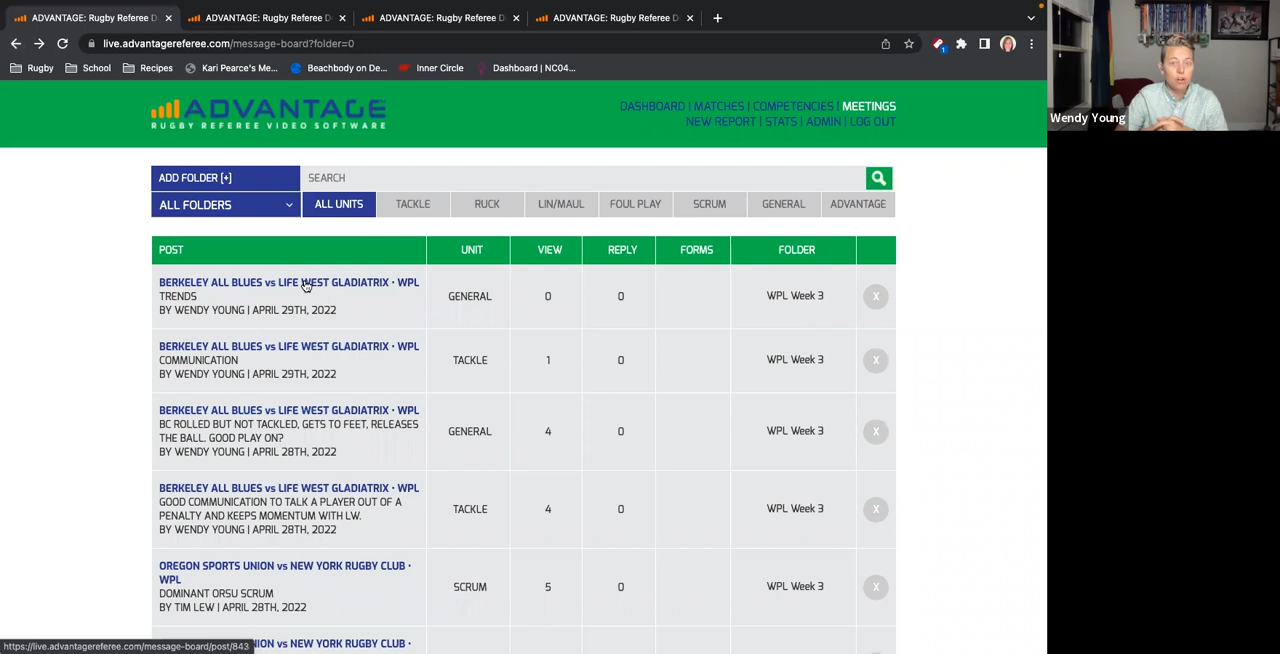 ADVANTAGE: Rugby Referee D
ADVANTAGE: Rugby Referee D
ADVANTAGE: Rugby Referee D
ADVANTAGE: Rugby Referee D
live.advantagereferee.com/message-board?folder=0
1
Rugby
School
Recipes
Kari Pearce's Me...
Beachbody on De...
Inner Circle
Dashboard | NC04...
Wendy Young
ADVANTAGE
RUGBY REFEREE VIDEO SOFTWARE
DASHBOARD | MATCHES | COMPETENCIES | MEETINGS
NEW REPORT | STATS | ADMIN | LOG OUT
ADD FOLDER [+]
SEARCH
ALL FOLDERS
ALL UNITS
TACKLE
RUCK
LIN/MAUL
FOUL PLAY
SCRUM
GENERAL
ADVANTAGE
POST
UNIT
VIEW
REPLY
FORMS
FOLDER
BERKELEY ALL BLUES vs LIFE WEST GLADIATRIX · WPL
TRENDS
BY WENDY YOUNG | APRIL 29TH, 2022
GENERAL
0
0
WPL Week 3
X
BERKELEY ALL BLUES vs LIFE WEST GLADIATRIX · WPL
COMMUNICATION
BY WENDY YOUNG | APRIL 29TH, 2022
TACKLE
1
0
WPL Week 3
X
BERKELEY ALL BLUES vs LIFE WEST GLADIATRIX · WPL
BC ROLLED BUT NOT TACKLED, GETS TO FEET, RELEASES
THE BALL. GOOD PLAY ON?
BY WENDY YOUNG | APRIL 28TH, 2022
GENERAL
4
0
WPL Week 3
X
BERKELEY ALL BLUES vs LIFE WEST GLADIATRIX · WPL
GOOD COMMUNICATION TO TALK A PLAYER OUT OF A
PENALTY AND KEEPS MOMENTUM WITH LW.
BY WENDY YOUNG | APRIL 28TH, 2022
TACKLE
4
0
WPL Week 3
X
OREGON SPORTS UNION vs NEW YORK RUGBY CLUB ·
WPL
DOMINANT ORSU SCRUM
BY TIM LEW | APRIL 28TH, 2022
SCRUM
5
0
WPL Week 3
X
ION vs NEW YORK RUGBY CLUB ·
https://live.advantagereferee.com/message-board/post/843